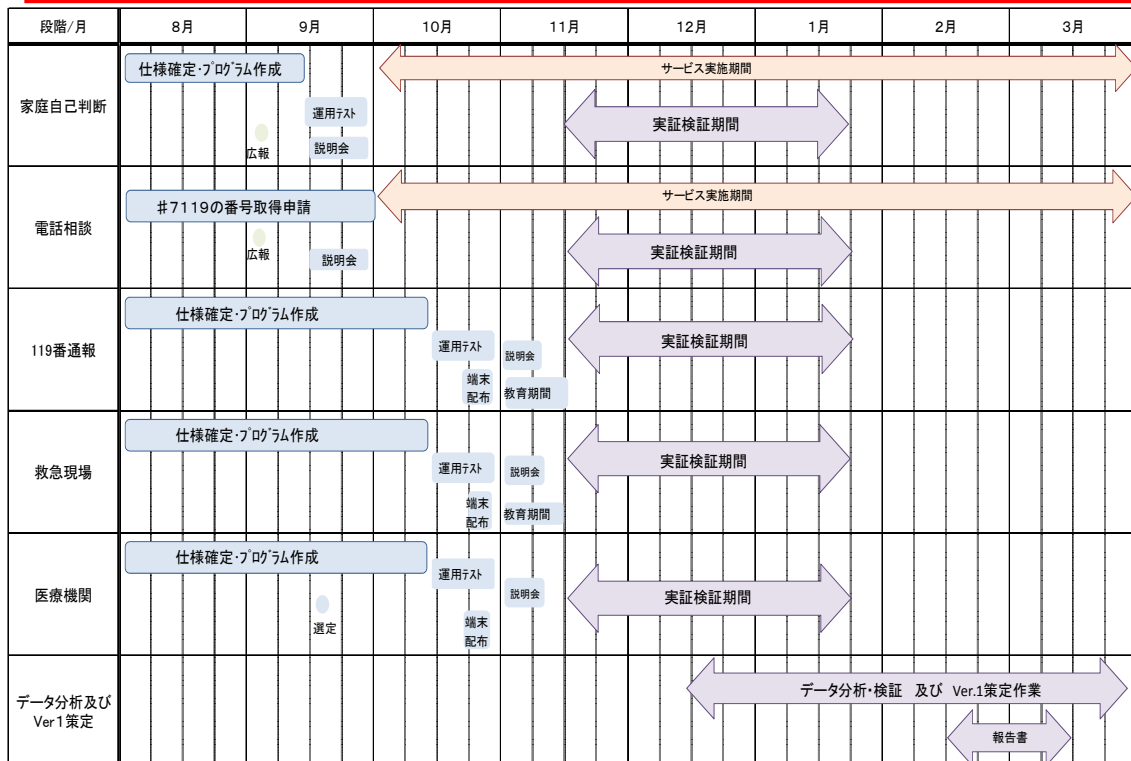 段階/月 8月 9月 10月 11月 12月 1月 2月 3月
家庭自己判断
仕様確定・ﾌﾟﾛｸﾞﾗﾑ作成
サービス実施期間
運用ﾃｽﾄ
実証検証期間
広報
説明会
電話相談
サービス実施期間
♯7119の番号取得申請
広報
説明会
実証検証期間
119番通報
仕様確定・ﾌﾟﾛｸﾞﾗﾑ作成
運用ﾃｽﾄ
説明会
実証検証期間
端末
配布
教育期間
救急現場
仕様確定・ﾌﾟﾛｸﾞﾗﾑ作成
運用ﾃｽﾄ
説明会
実証検証期間
端末
配布
教育期間
医療機関
仕様確定・ﾌﾟﾛｸﾞﾗﾑ作成
運用ﾃｽﾄ
説明会
実証検証期間
選定
端末
配布
データ分析及び
Ver1策定
データ分析・検証 及び Ver.1策定作業
報告書